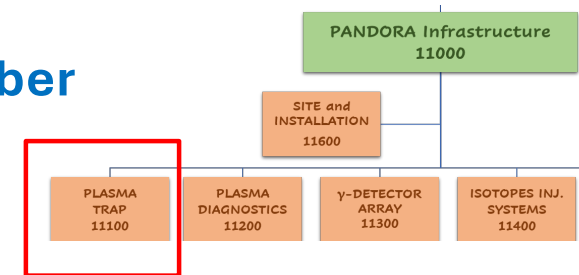 PANDORA Infrastructure
11000
ber
SITE and
INSTALLATION
11600
PLASMA
TRAP
11100
PLASMA
DIAGNOSTICS
11200
γ-DETECTOR
ARRAY
11300
ISOTOPES INJ.
SYSTEMS
11400